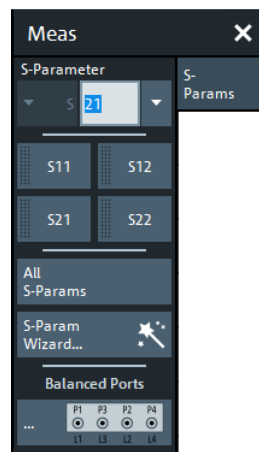 Meas
S-Parameter
S 21
S-
Params
S11 S12
S21 S22
All
S-Params
S-Param
Wizard...
Balanced Ports
... P1 P3 P2 P4
L1 L3 L2 L4